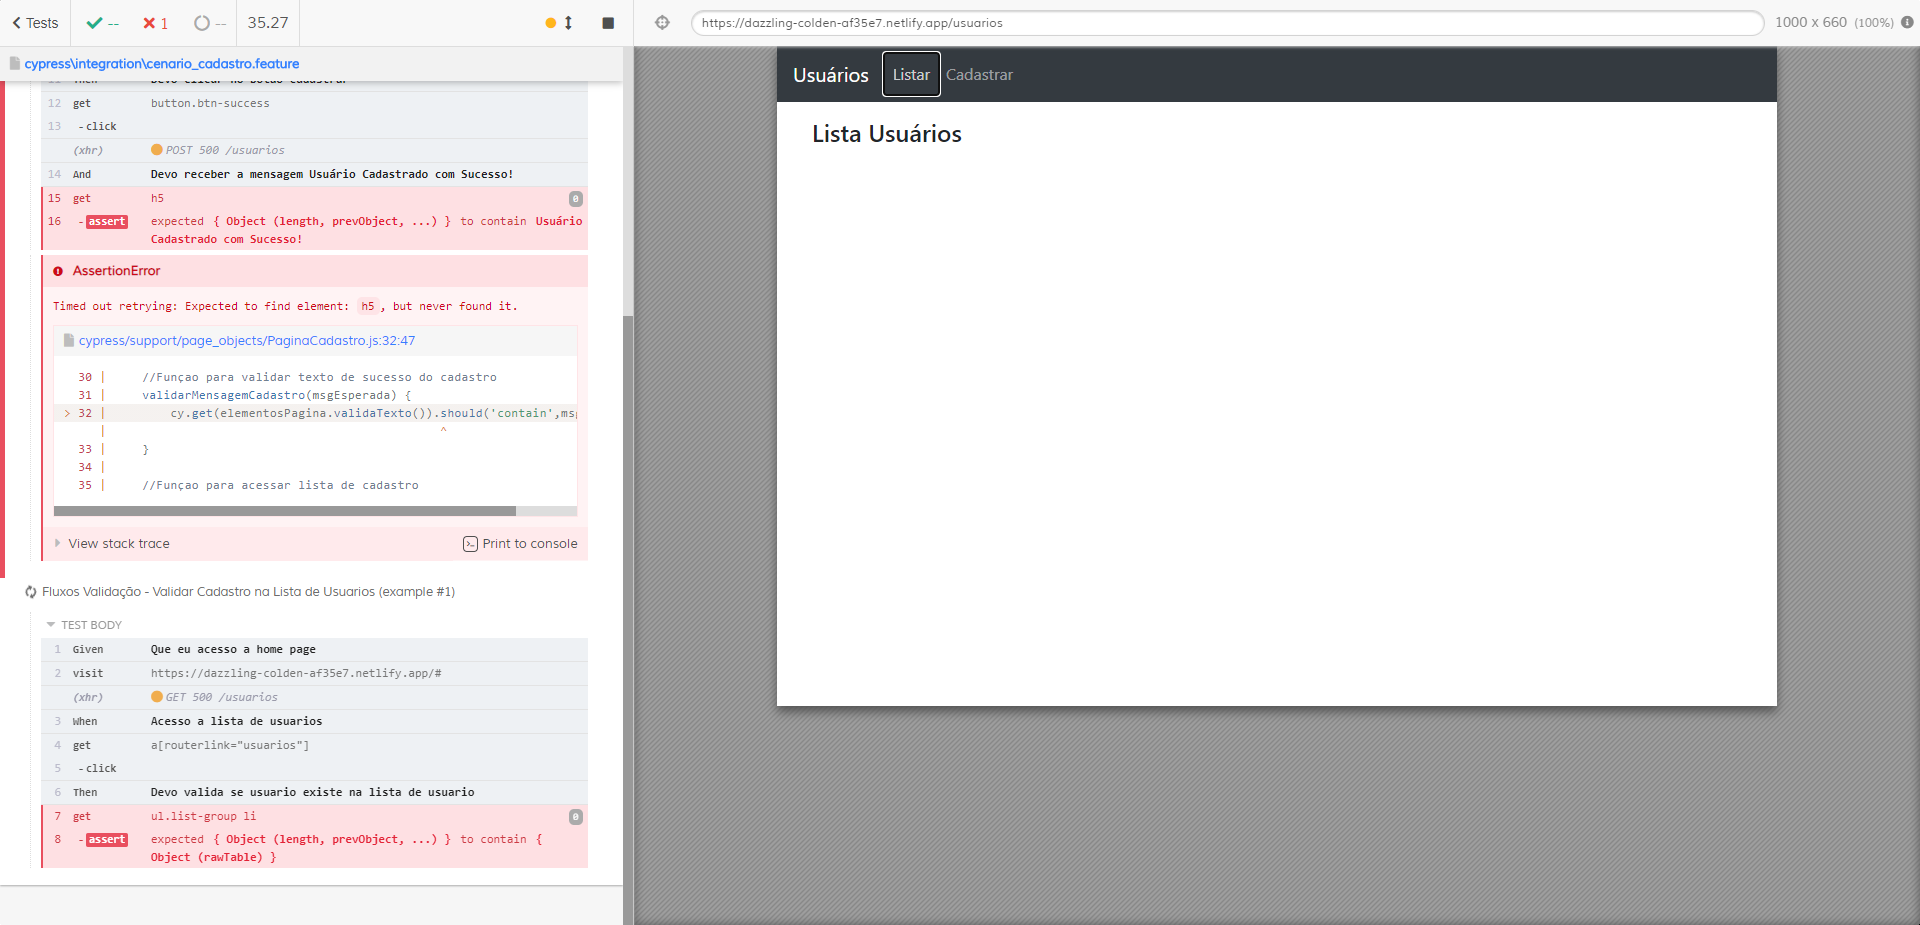 Tests
--
1
--
35.27
https://dazzling-colden-af35e7.netlify.app/usuarios
1000 x 660 (100%)
cypress\integration\cenario_cadastro.feature
11 Then Devo clicar no botao cadastrar
12 get button.btn-success
13 -click
(xhr) POST 500 /usuarios
14 And Devo receber a mensagem Usuário Cadastrado com Sucesso!
15 get h5 0
16 -assert expected { Object (length, prevObject, ...) } to contain Usuário
Cadastrado com Sucesso!
AssertionError
Timed out retrying: Expected to find element: h5, but never found it.
cypress/support/page_objects/PaginaCadastro.js:32:47
30 | //Funçao para validar texto de sucesso do cadastro
31 | validarMensagemCadastro(msgEsperada) {
> 32 | cy.get(elementosPagina.validaTexto()).should('contain',msg
| ^
33 | }
34 |
35 | //Funçao para acessar lista de cadastro
View stack trace
Print to console
Fluxos Validação - Validar Cadastro na Lista de Usuarios (example #1)
TEST BODY
1 Given Que eu acesso a home page
2 visit https://dazzling-colden-af35e7.netlify.app/#
(xhr) GET 500 /usuarios
3 When Acesso a lista de usuarios
4 get a[routerlink="usuarios"]
5 -click
6 Then Devo valida se usuario existe na lista de usuario
7 get ul.list-group li 0
8 -assert expected { Object (length, prevObject, ...) } to contain {
Object (rawTable) }
Usuários Listar Cadastrar
Lista Usuários